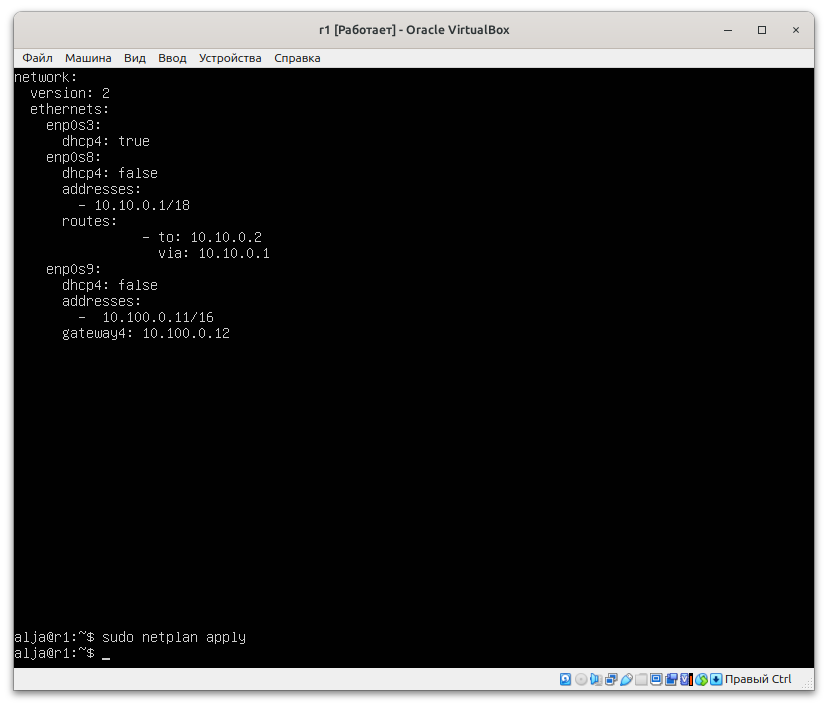 r1 [Работает] - Oracle VirtualBox
Файл Машина Вид Ввод Устройства Справка
network:
  version: 2
  ethernets:
    enp0s3:
      dhcp4: true
    enp0s8:
      dhcp4: false
      addresses:
        - 10.10.0.1/18
      routes:
                - to: 10.10.0.2
                  via: 10.10.0.1
    enp0s9:
      dhcp4: false
      addresses:
        -  10.100.0.11/16
      gateway4: 10.100.0.12
alja@r1:~$ sudo netplan apply
alja@r1:~$ _
Правый Ctrl